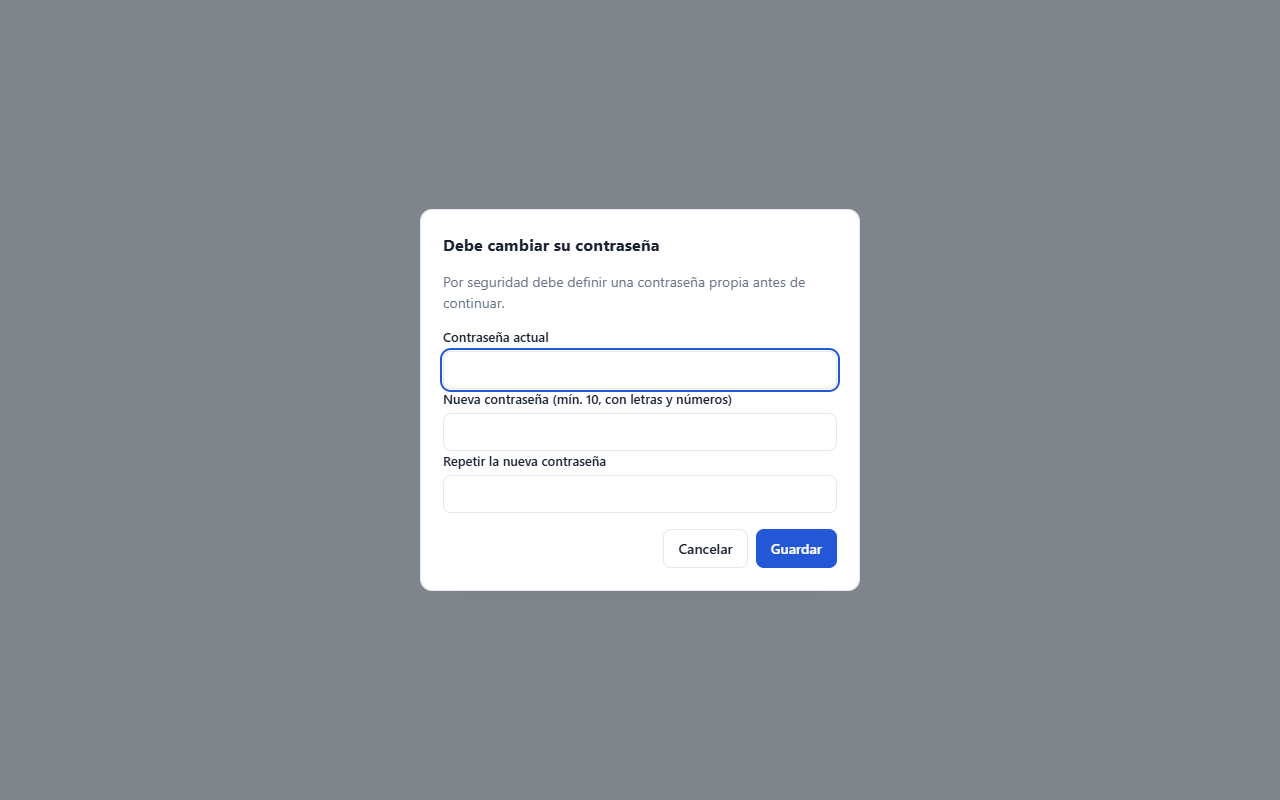 Debe cambiar su contraseña
Por seguridad debe definir una contraseña propia antes de
continuar.
Contraseña actual
Nueva contraseña (mín. 10, con letras y números)
Repetir la nueva contraseña
Cancelar
Guardar